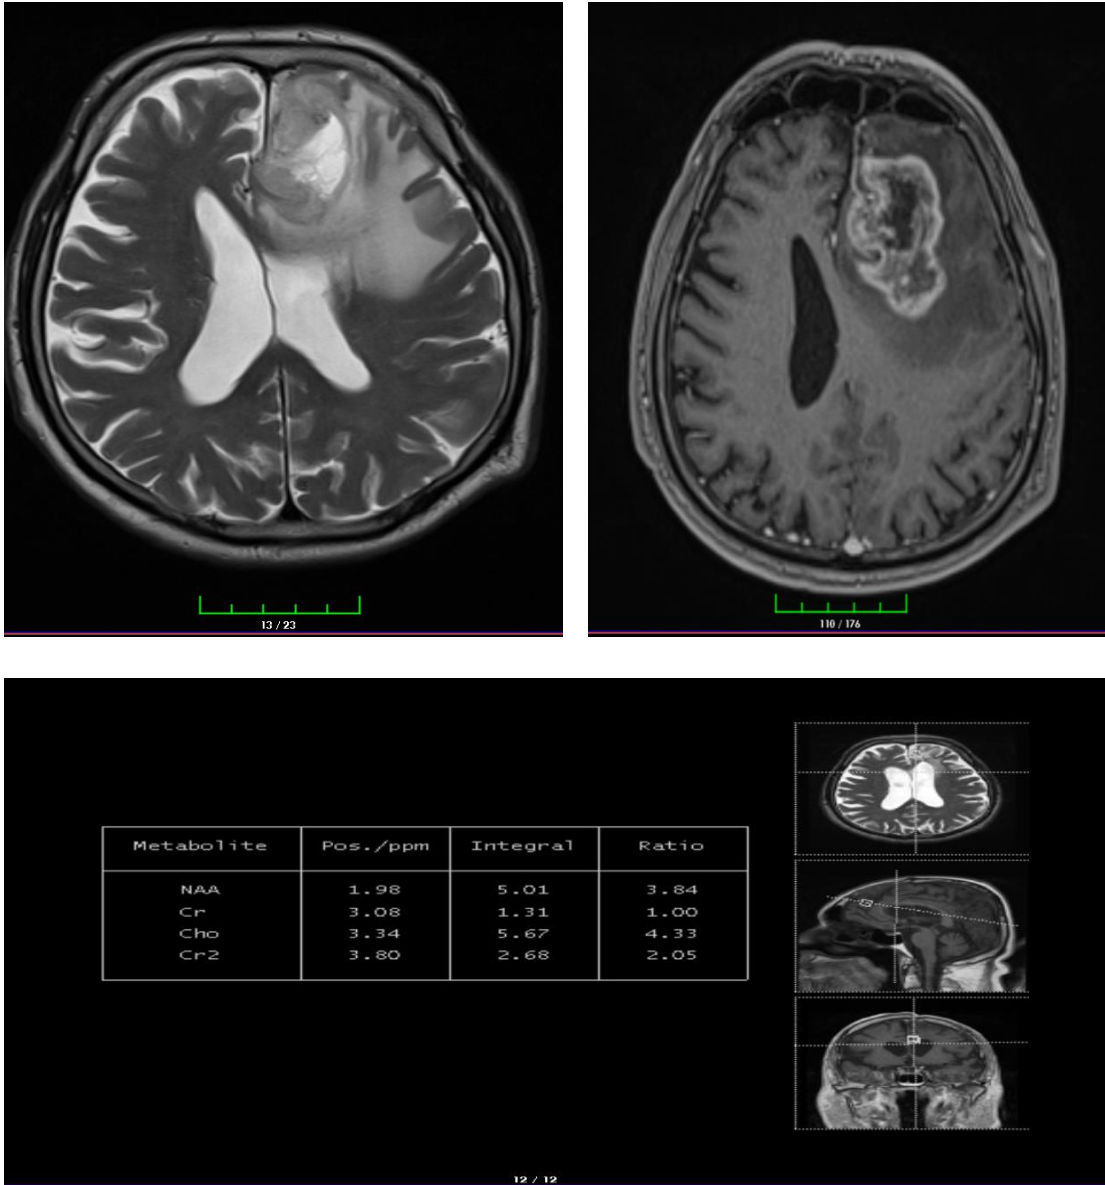 13 / 23
110 / 176
Metabolite Pos./ppm Integral Ratio
NAA 1.98 5.01 3.84
Cr 3.08 1.31 1.00
Cho 3.34 5.67 4.33
Cr2 3.80 2.68 2.05
12 / 12